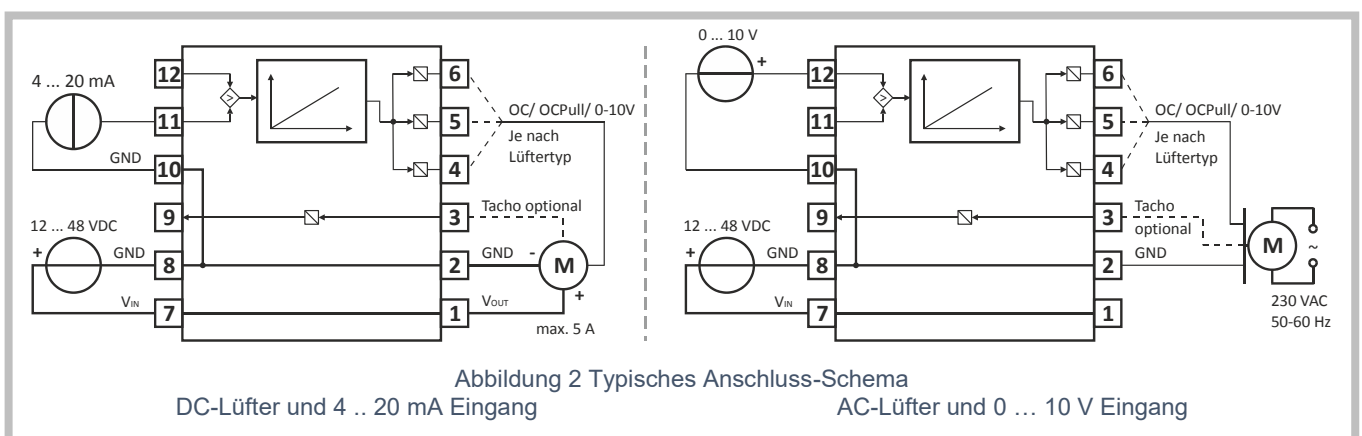 4 ... 20 mA
GND
12 ... 48 VDC
+
GND
VIN
12
11
10
9
8
7
>
6
5
4
3
2
1
OC/ OCPull/ 0-10V
Je nach
Lüftertyp
Tacho optional
GND
-
M
+
VOUT
max. 5 A
0 ... 10 V
+
12 ... 48 VDC
+
GND
VIN
12
11
10
9
8
7
>
6
5
4
3
2
1
OC/ OCPull/ 0-10V
Je nach
Lüftertyp
Tacho
optional
GND
M
~
230 VAC
50-60 Hz
Abbildung 2 Typisches Anschluss-Schema
DC-Lüfter und 4 .. 20 mA Eingang
AC-Lüfter und 0 … 10 V Eingang